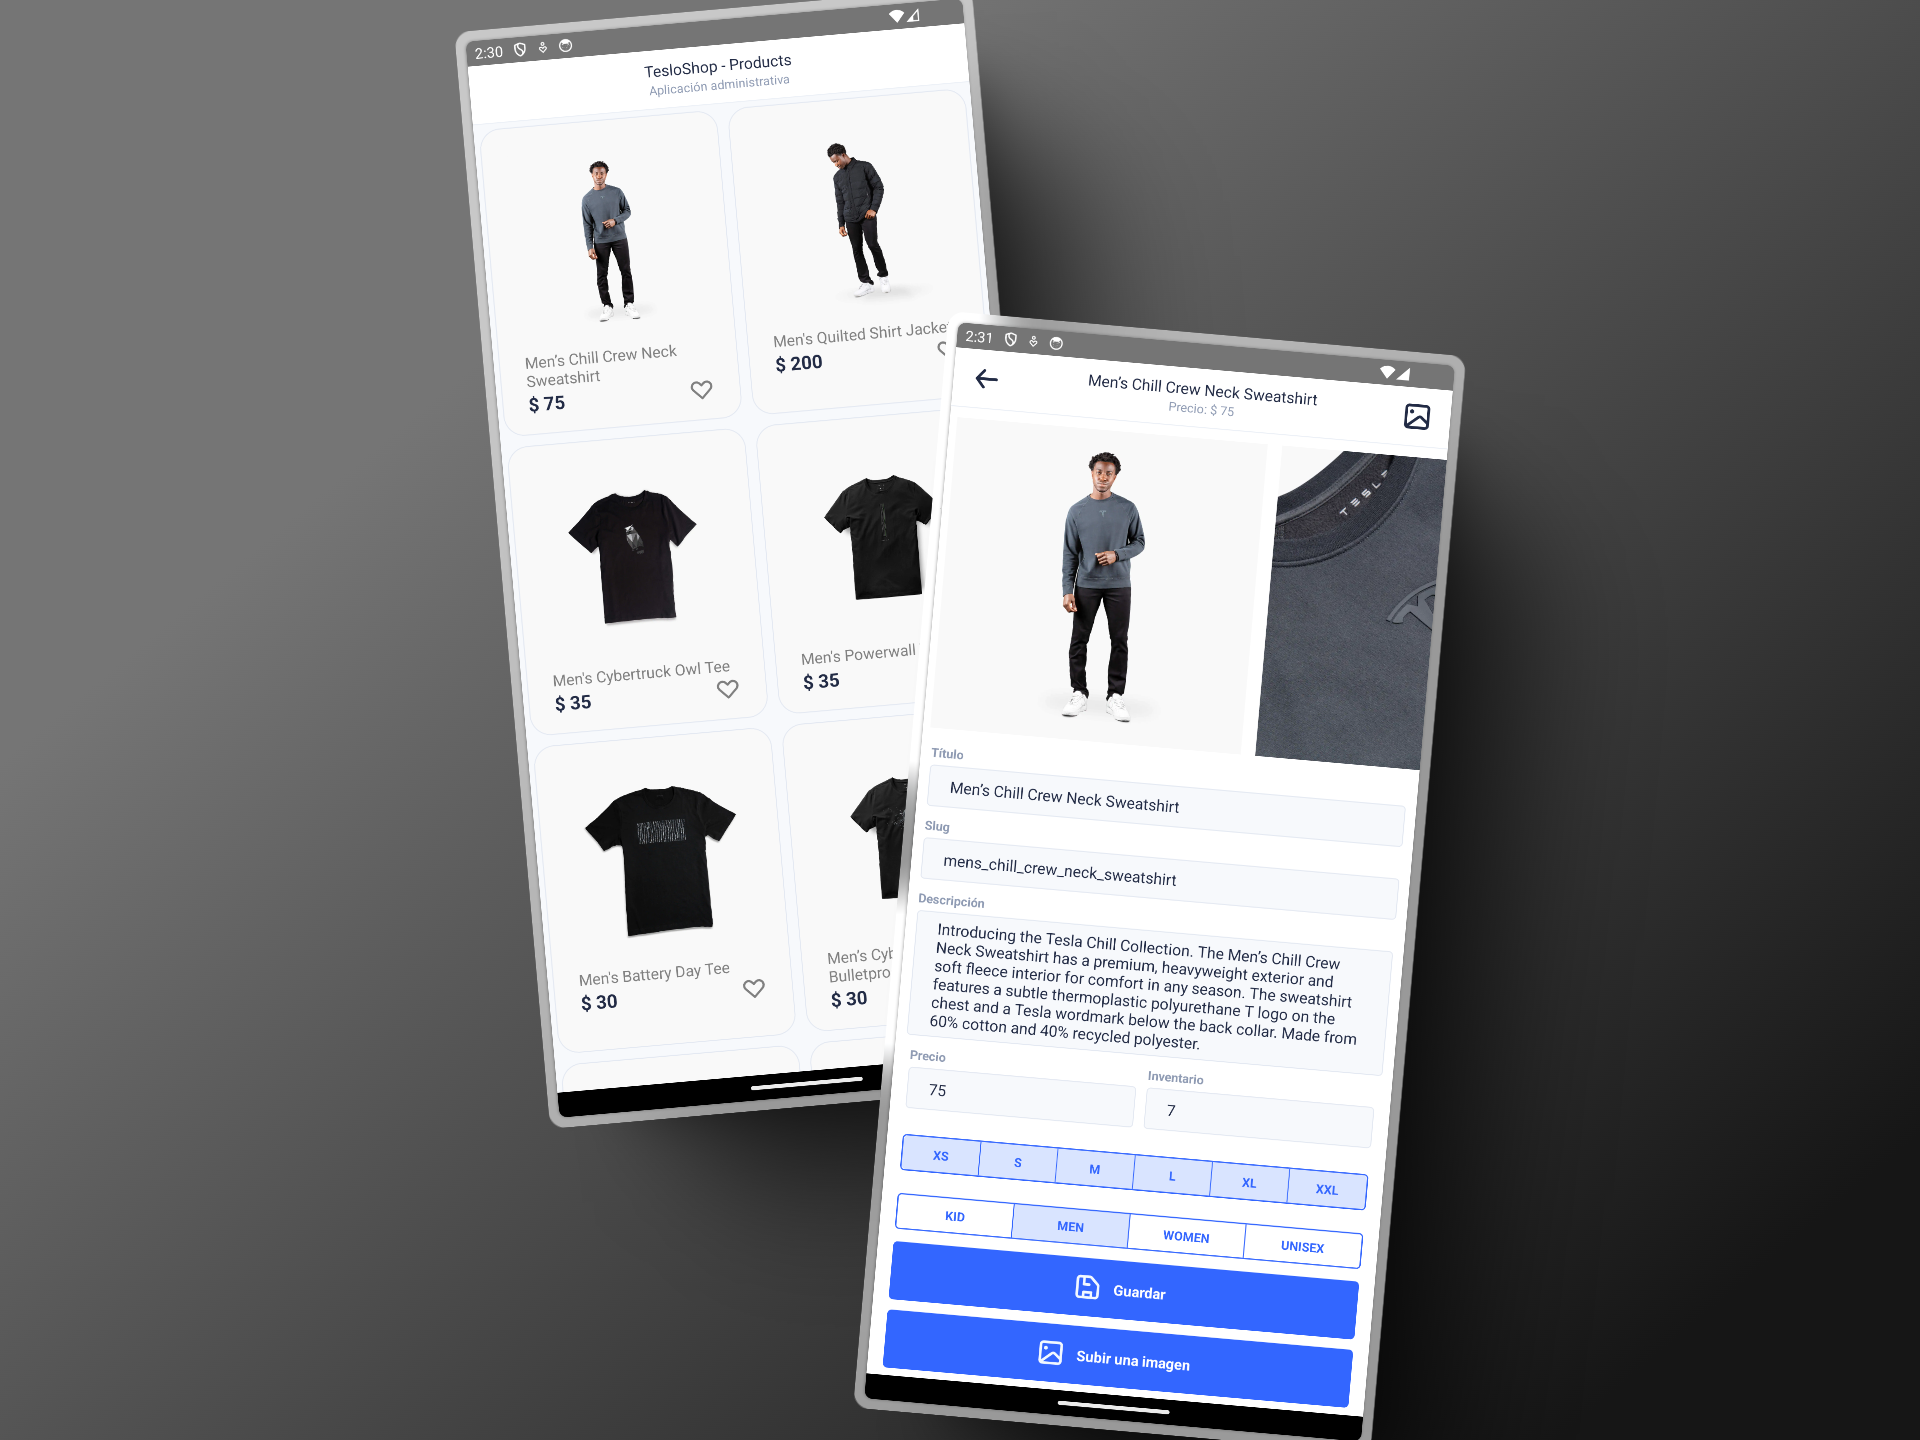 2:30
TesloShop - Products
Aplicación administrativa
Men's Chill Crew Neck
Sweatshirt
$ 75
Men's Quilted Shirt Jacke
$ 200
Men's Cybertruck Owl Tee
$ 35
Men's Powerwall
$ 35
Men's Battery Day Tee
$ 30
Men's Cyb
Bulletpro
$ 30
2:31
Men's Chill Crew Neck Sweatshirt
Precio: $ 75
TESLA
Título
Men's Chill Crew Neck Sweatshirt
Slug
mens_chill_crew_neck_sweatshirt
Descripción
Introducing the Tesla Chill Collection. The Men's Chill Crew
Neck Sweatshirt has a premium, heavyweight exterior and
soft fleece interior for comfort in any season. The sweatshirt
features a subtle thermoplastic polyurethane T logo on the
chest and a Tesla wordmark below the back collar. Made from
60% cotton and 40% recycled polyester.
Precio
75
Inventario
7
XS S M L XL XXL
KID MEN WOMEN UNISEX
Guardar
Subir una imagen